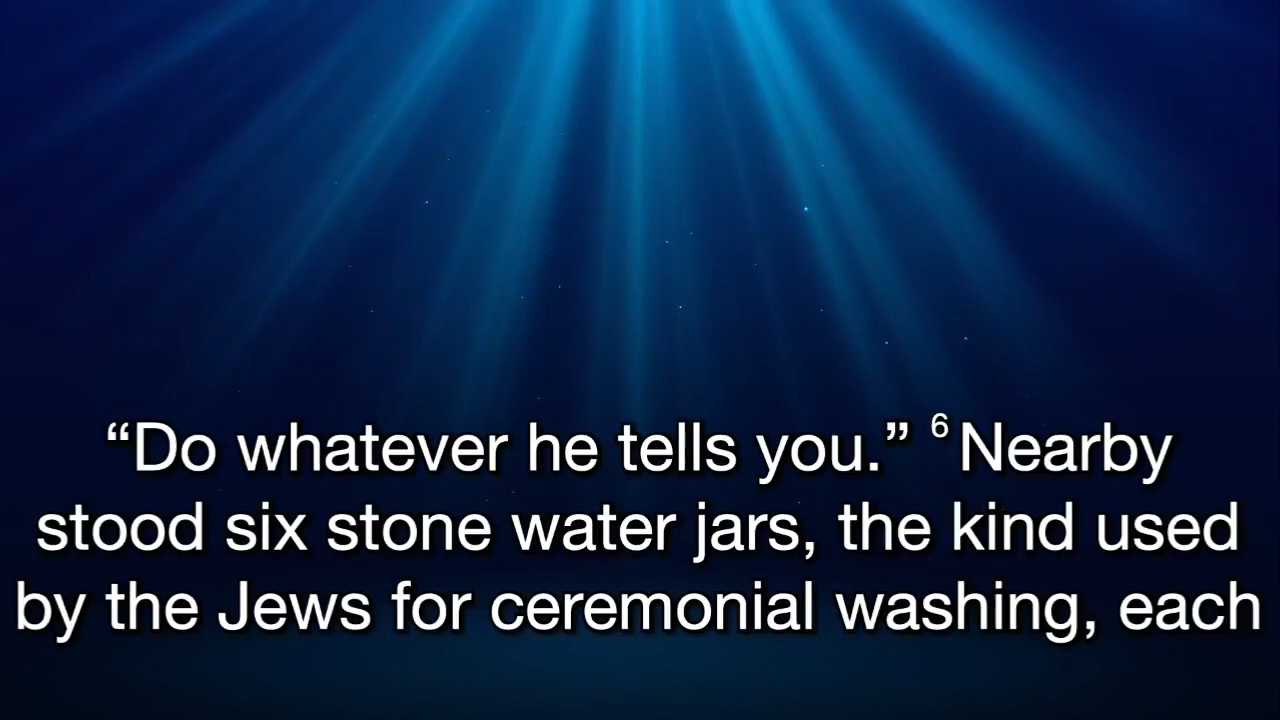 “Do whatever he tells you.” ⁶ Nearby
stood six stone water jars, the kind used
by the Jews for ceremonial washing, each